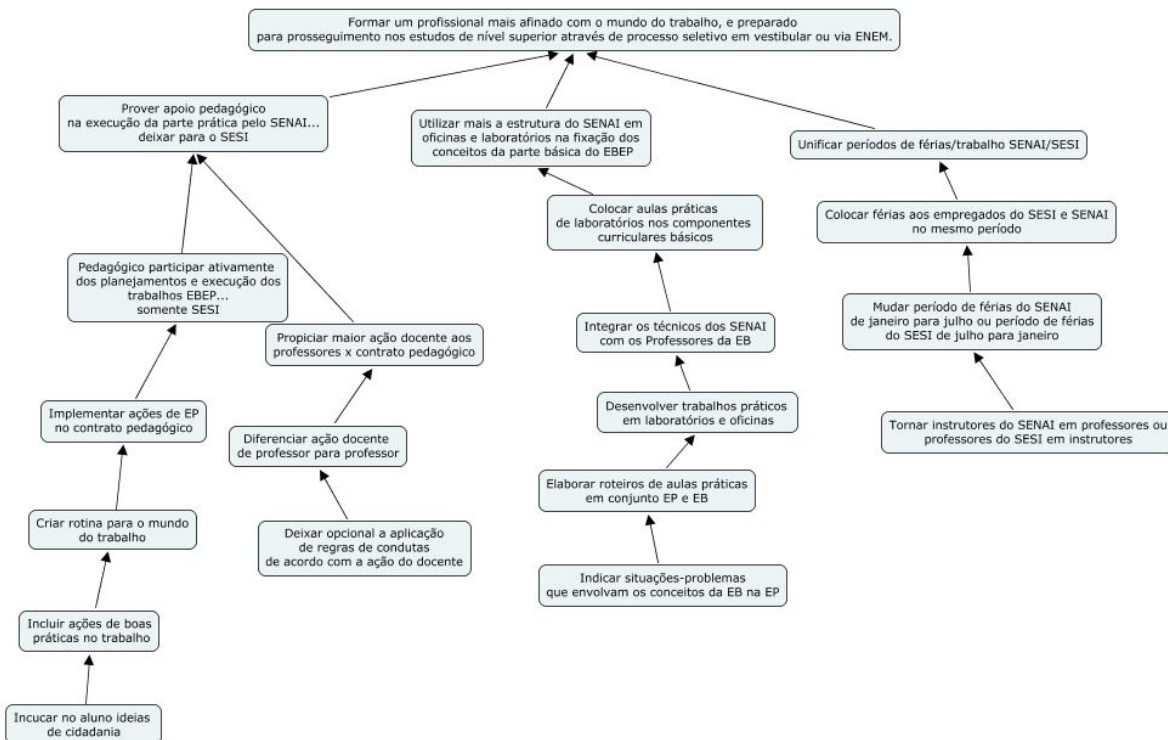 Formar um profissional mais afinado com o mundo do trabalho, e preparado
para prosseguimento nos estudos de nível superior através de processo seletivo em vestibular ou via ENEM.
Prover apoio pedagógico
na execução da parte prática pelo SENAI...
deixar para o SESI
Utilizar mais a estrutura do SENAI em
oficinas e laboratórios na fixação dos
conceitos da parte básica do EBEP
Unificar períodos de férias/trabalho SENAI/SESI
Colocar aulas práticas
de laboratórios nos componentes
curriculares básicos
Colocar férias aos empregados do SESI e SENAI
no mesmo período
Pedagógico participar ativamente
dos planejamentos e execução dos
trabalhos EBEP...
somente SESI
Propiciar maior ação docente aos
professores x contrato pedagógico
Integrar os técnicos dos SENAI
com os Professores da EB
Mudar período de férias do SENAI
de janeiro para julho ou período de férias
do SESI de julho para janeiro
Implementar ações de EP
no contrato pedagógico
Diferenciar ação docente
de professor para professor
Desenvolver trabalhos práticos
em laboratórios e oficinas
Tornar instrutores do SENAI em professores ou
professores do SESI em instrutores
Elaborar roteiros de aulas práticas
em conjunto EP e EB
Criar rotina para o mundo
do trabalho
Deixar opcional a aplicação
de regras de condutas
de acordo com a ação do docente
Indicar situações-problemas
que envolvam os conceitos da EB na EP
Incluir ações de boas
práticas no trabalho
Incucar no aluno ideias
de cidadania